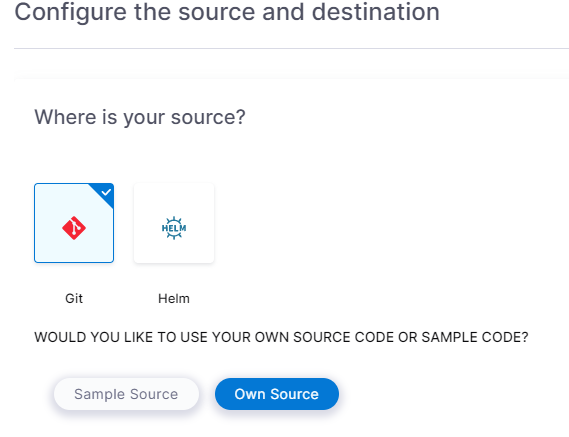 Configure the source and destination
Where is your source?
HELM
Git Helm
WOULD YOU LIKE TO USE YOUR OWN SOURCE CODE OR SAMPLE CODE?
Sample Source Own Source